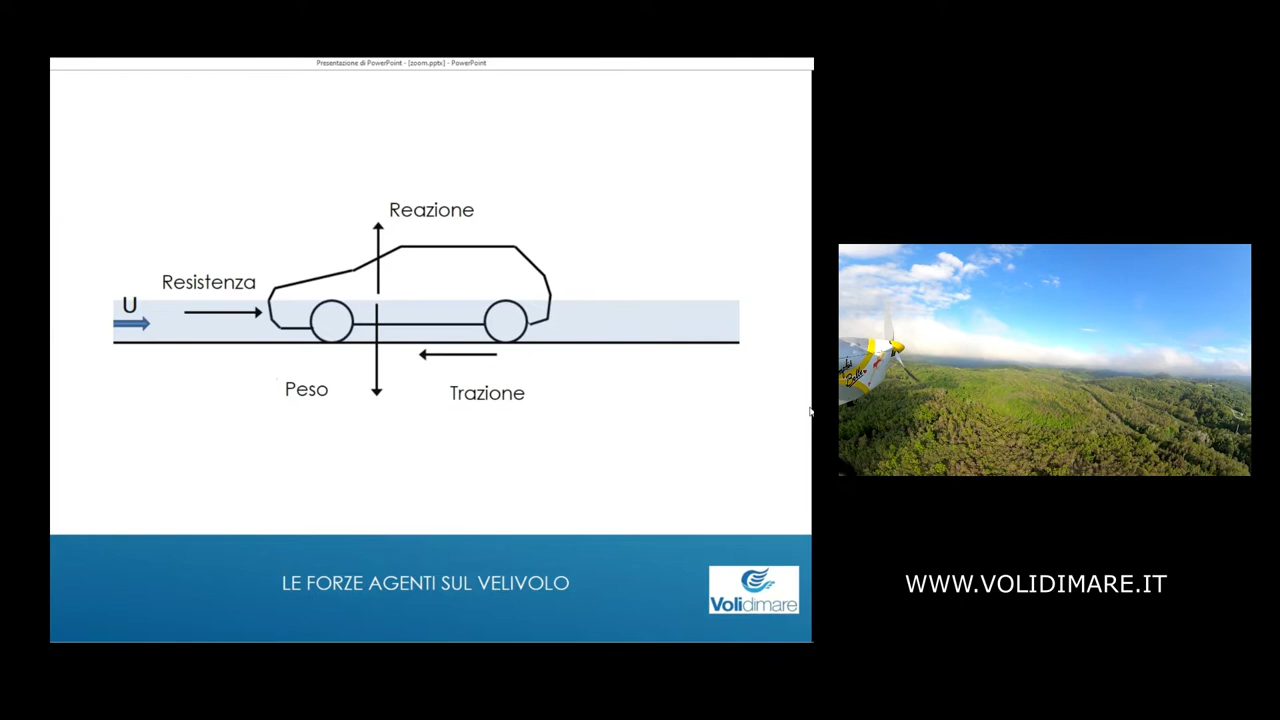 Presentazione di PowerPoint - [zoom.pptx] - PowerPoint
Reazione
Resistenza
U
Peso
Trazione
LE FORZE AGENTI SUL VELIVOLO
Volidimare
WWW.VOLIDIMARE.IT